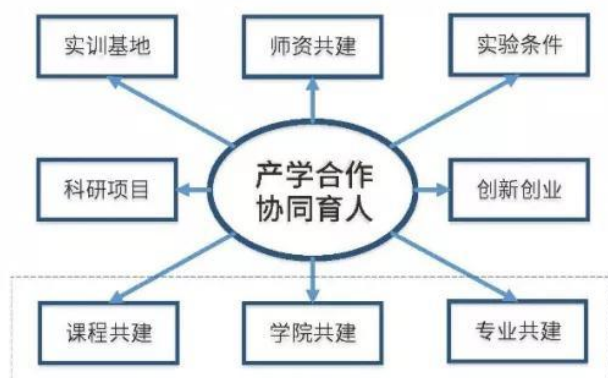 实训基地
师资共建
实验条件
科研项目
产学合作
协同育人
创新创业
课程共建
学院共建
专业共建